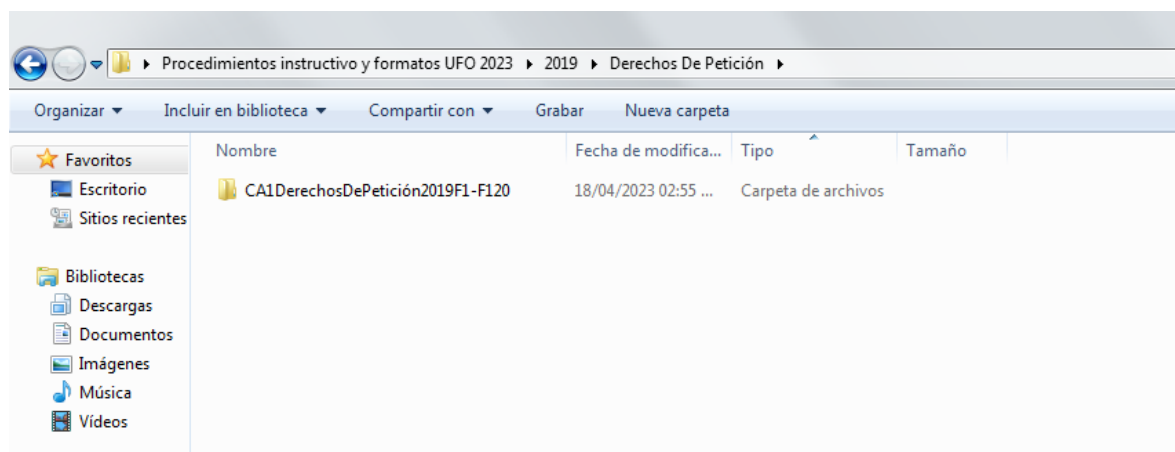 Procedimientos instructivo y formatos UFO 2023 2019 Derechos De Petición
Organizar Incluir en biblioteca Compartir con Grabar Nueva carpeta
Favoritos
Escritorio
Sitios recientes
Bibliotecas
Descargas
Documentos
Imágenes
Música
Vídeos
Nombre Fecha de modifica... Tipo Tamaño
CA1DerechosDePetición2019F1-F120 18/04/2023 02:55 ... Carpeta de archivos